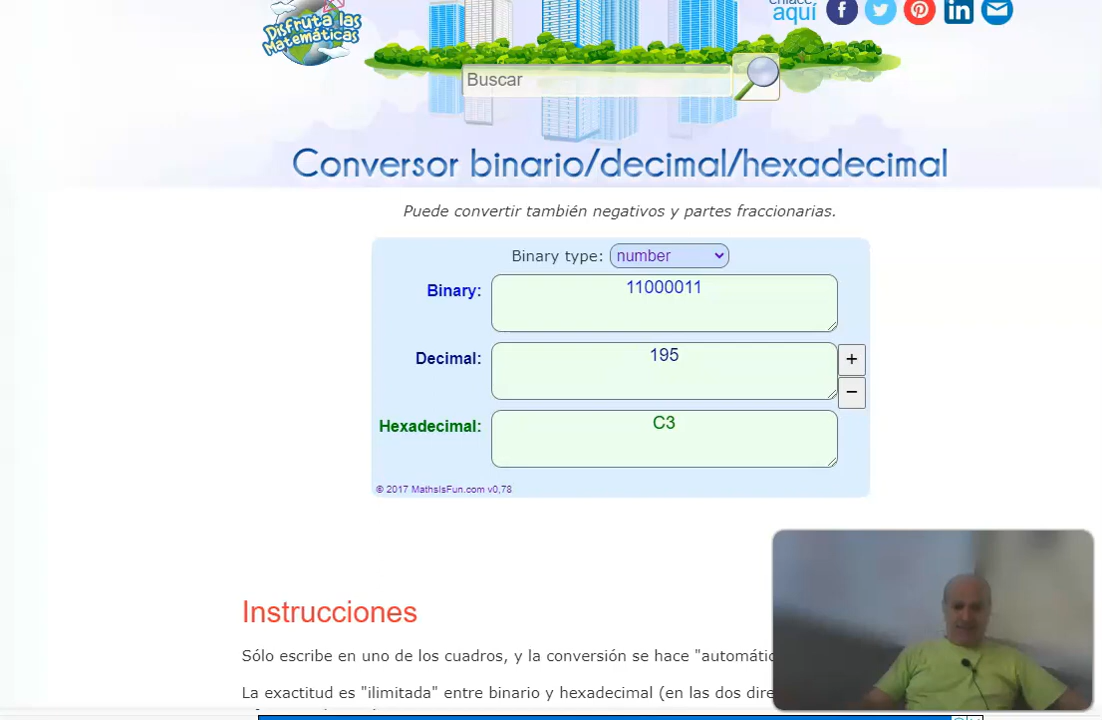 enlace
aquí
Disfruta las
Matemáticas
Buscar
Conversor binario/decimal/hexadecimal
Puede convertir también negativos y partes fraccionarias.
Binary type: number
Binary: 11000011
Decimal: 195
+
−
Hexadecimal: C3
© 2017 MathsIsFun.com v0,78
Instrucciones
Sólo escribe en uno de los cuadros, y la conversión se hace "automátic
La exactitud es "ilimitada" entre binario y hexadecimal (en las dos dire